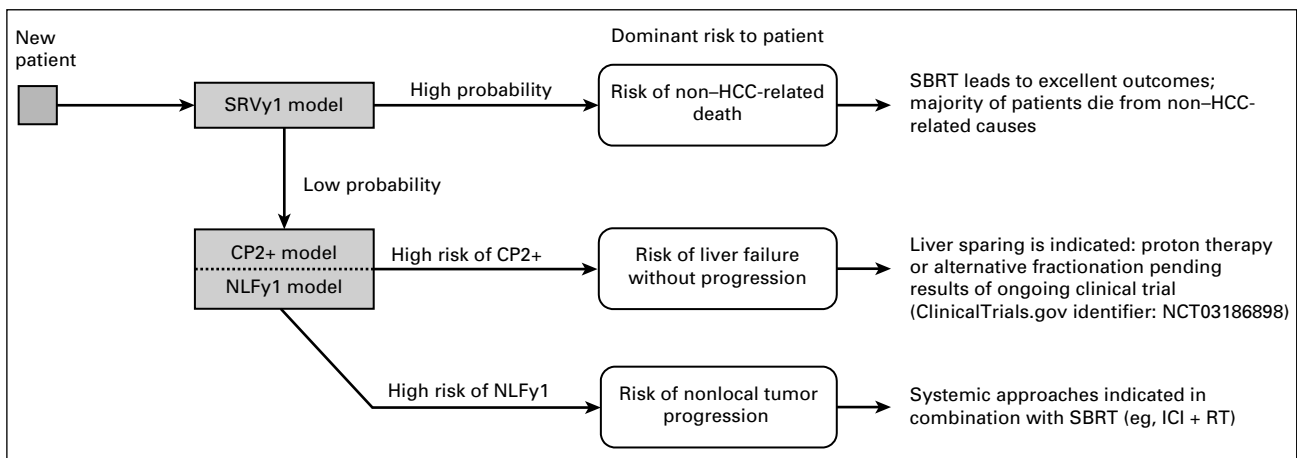 New
patient
Dominant risk to patient
SRVy1 model
High probability
Risk of non–HCC-related
death
SBRT leads to excellent outcomes;
majority of patients die from non–HCC-
related causes
Low probability
CP2+ model
NLFy1 model
High risk of CP2+
Risk of liver failure
without progression
Liver sparing is indicated: proton therapy
or alternative fractionation pending
results of ongoing clinical trial
(ClinicalTrials.gov identifier: NCT03186898)
High risk of NLFy1
Risk of nonlocal tumor
progression
Systemic approaches indicated in
combination with SBRT (eg, ICI + RT)